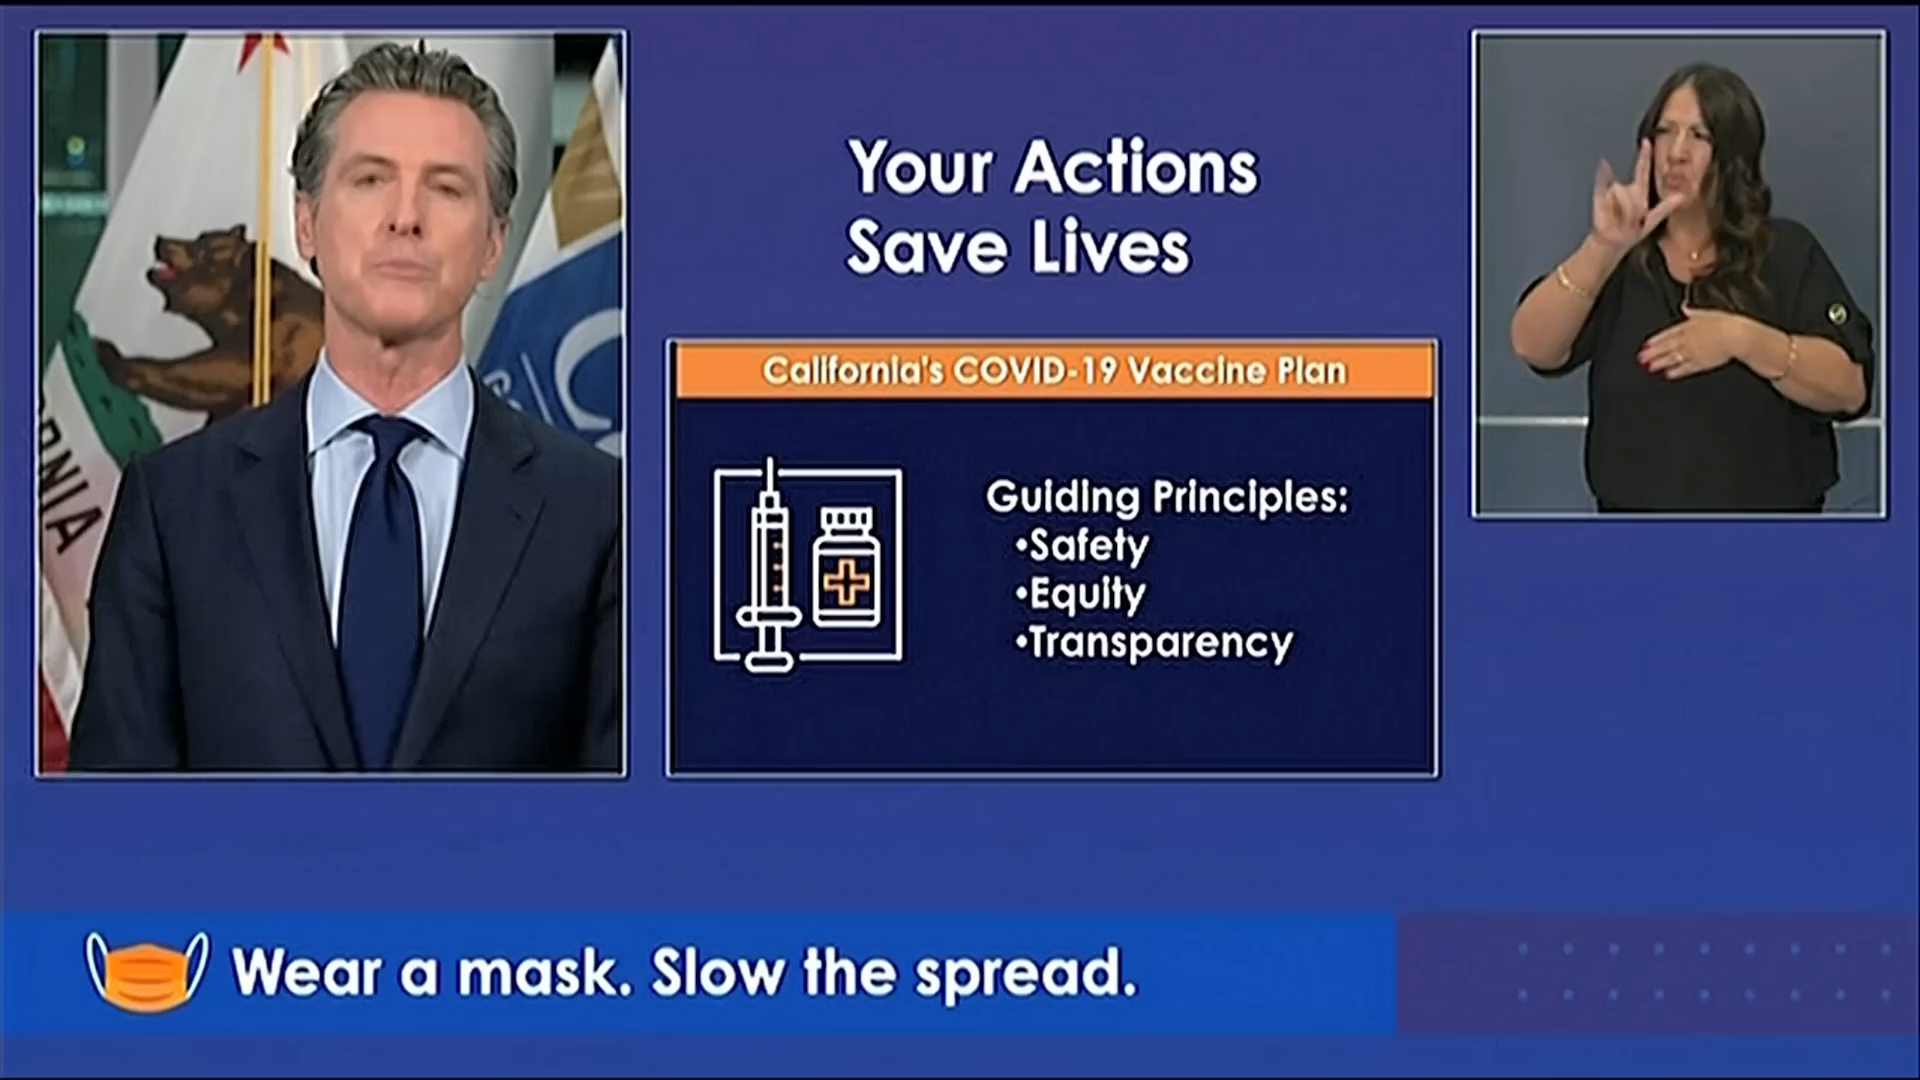 Your Actions
Save Lives
California's COVID-19 Vaccine Plan
Guiding Principles:
•Safety
•Equity
•Transparency
RNIA
Wear a mask. Slow the spread.